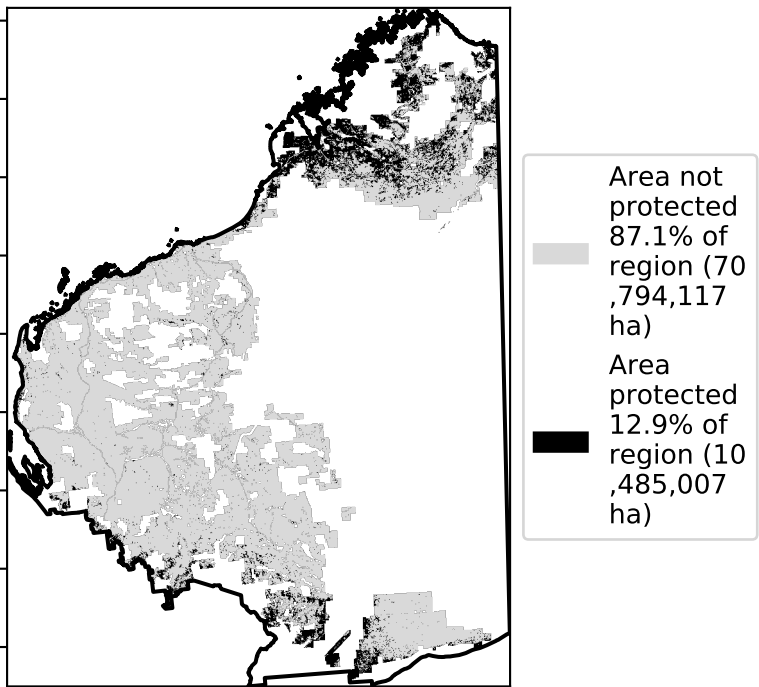 Area not
protected
87.1% of
region (70
,794,117
ha)
Area
protected
12.9% of
region (10
,485,007
ha)